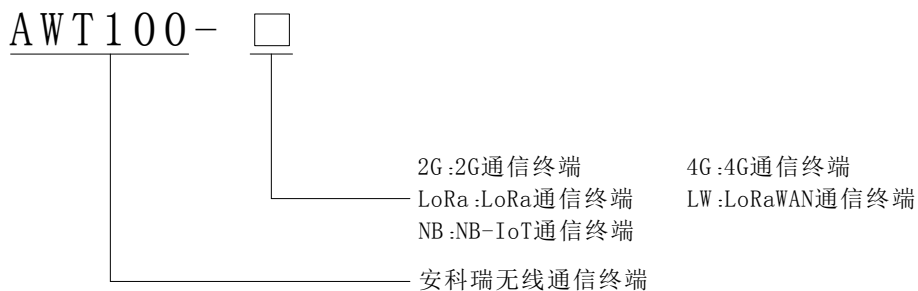 AWT100- □
2G:2G通信终端 4G:4G通信终端
LoRa:LoRa通信终端 LW:LoRaWAN通信终端
NB:NB-IoT通信终端
安科瑞无线通信终端